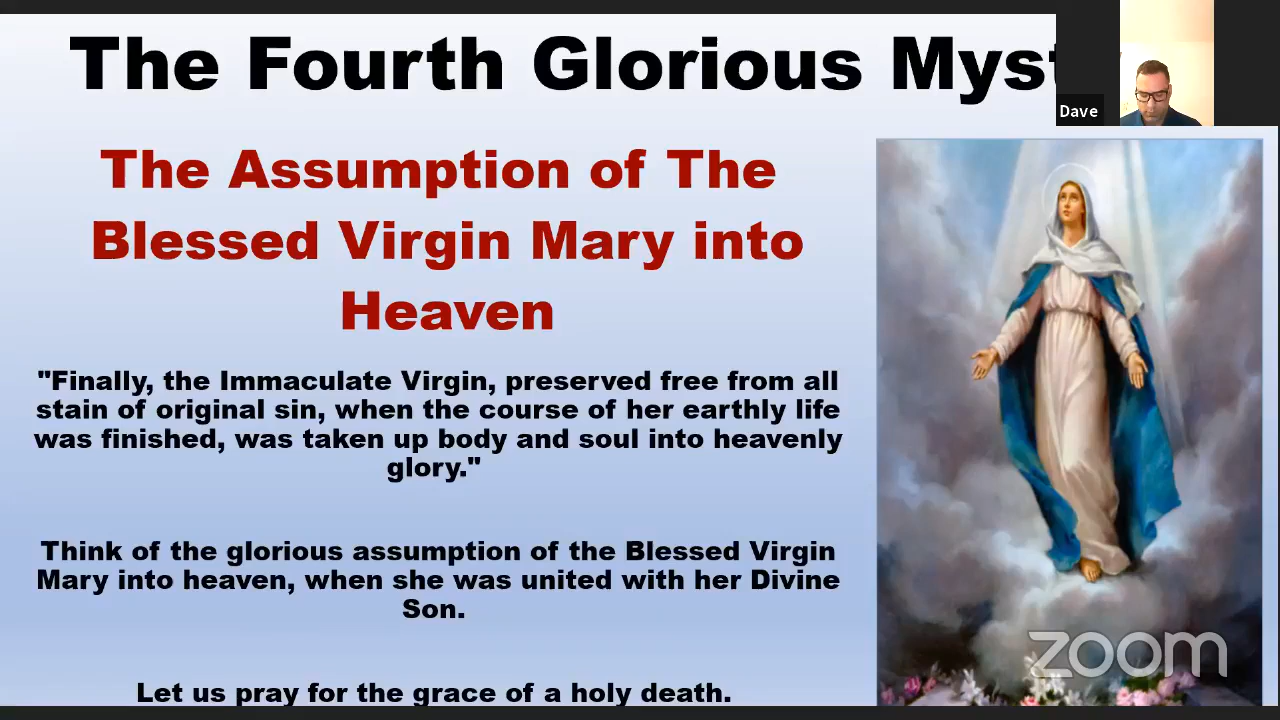 The Fourth Glorious Myst
Dave
The Assumption of The
Blessed Virgin Mary into
Heaven
"Finally, the Immaculate Virgin, preserved free from all
stain of original sin, when the course of her earthly life
was finished, was taken up body and soul into heavenly
glory."
Think of the glorious assumption of the Blessed Virgin
Mary into heaven, when she was united with her Divine
Son.
Let us pray for the grace of a holy death.
zoom